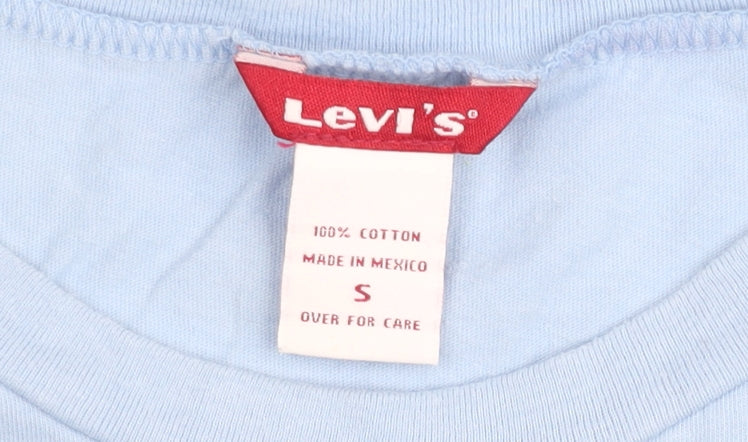 Levi's®
100% COTTON
MADE IN MEXICO
S
OVER FOR CARE